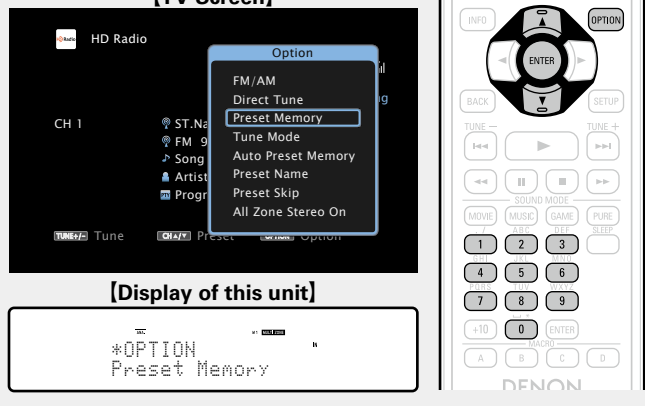 【TV Screen】
HD Radio
HD Radio
CH 1
ST.Na
FM 9
Song
Artist
Progr
TUNE+/- Tune
CH ▲/▼ Preset
OPTION Option
Option
FM/AM
Direct Tune
Preset Memory
Tune Mode
Auto Preset Memory
Preset Name
Preset Skip
All Zone Stereo On
【Display of this unit】
MULTI ZONE
*OPTION
Preset Memory
INFO
OPTION
ENTER
BACK
SETUP
TUNE −
TUNE +
SOUND MODE
MOVIE
MUSIC
GAME
PURE
. /
ABC
DEF
SLEEP
1
2
3
GHI
JKL
MNO
4
5
6
PQRS
TUV
WXYZ
7
8
9
+10
0
ENTER
MACRO
A
B
C
D
DENON